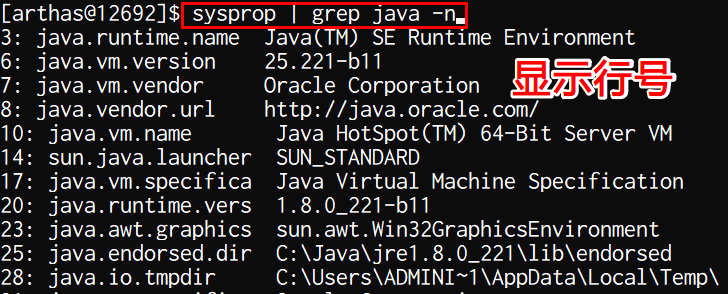 [arthas@12692]$ sysprop | grep java -n
3: java.runtime.name  Java(TM) SE Runtime Environment
6: java.vm.version    25.221-b11
7: java.vm.vendor     Oracle Corporation
显示行号
8: java.vendor.url    http://java.oracle.com/
10: java.vm.name       Java HotSpot(TM) 64-Bit Server VM
14: sun.java.launcher  SUN_STANDARD
17: java.vm.specifica  Java Virtual Machine Specification
20: java.runtime.vers  1.8.0_221-b11
23: java.awt.graphics  sun.awt.Win32GraphicsEnvironment
25: java.endorsed.dir  C:\Java\jre1.8.0_221\lib\endorsed
28: java.io.tmpdir     C:\Users\ADMINI~1\AppData\Local\Temp\